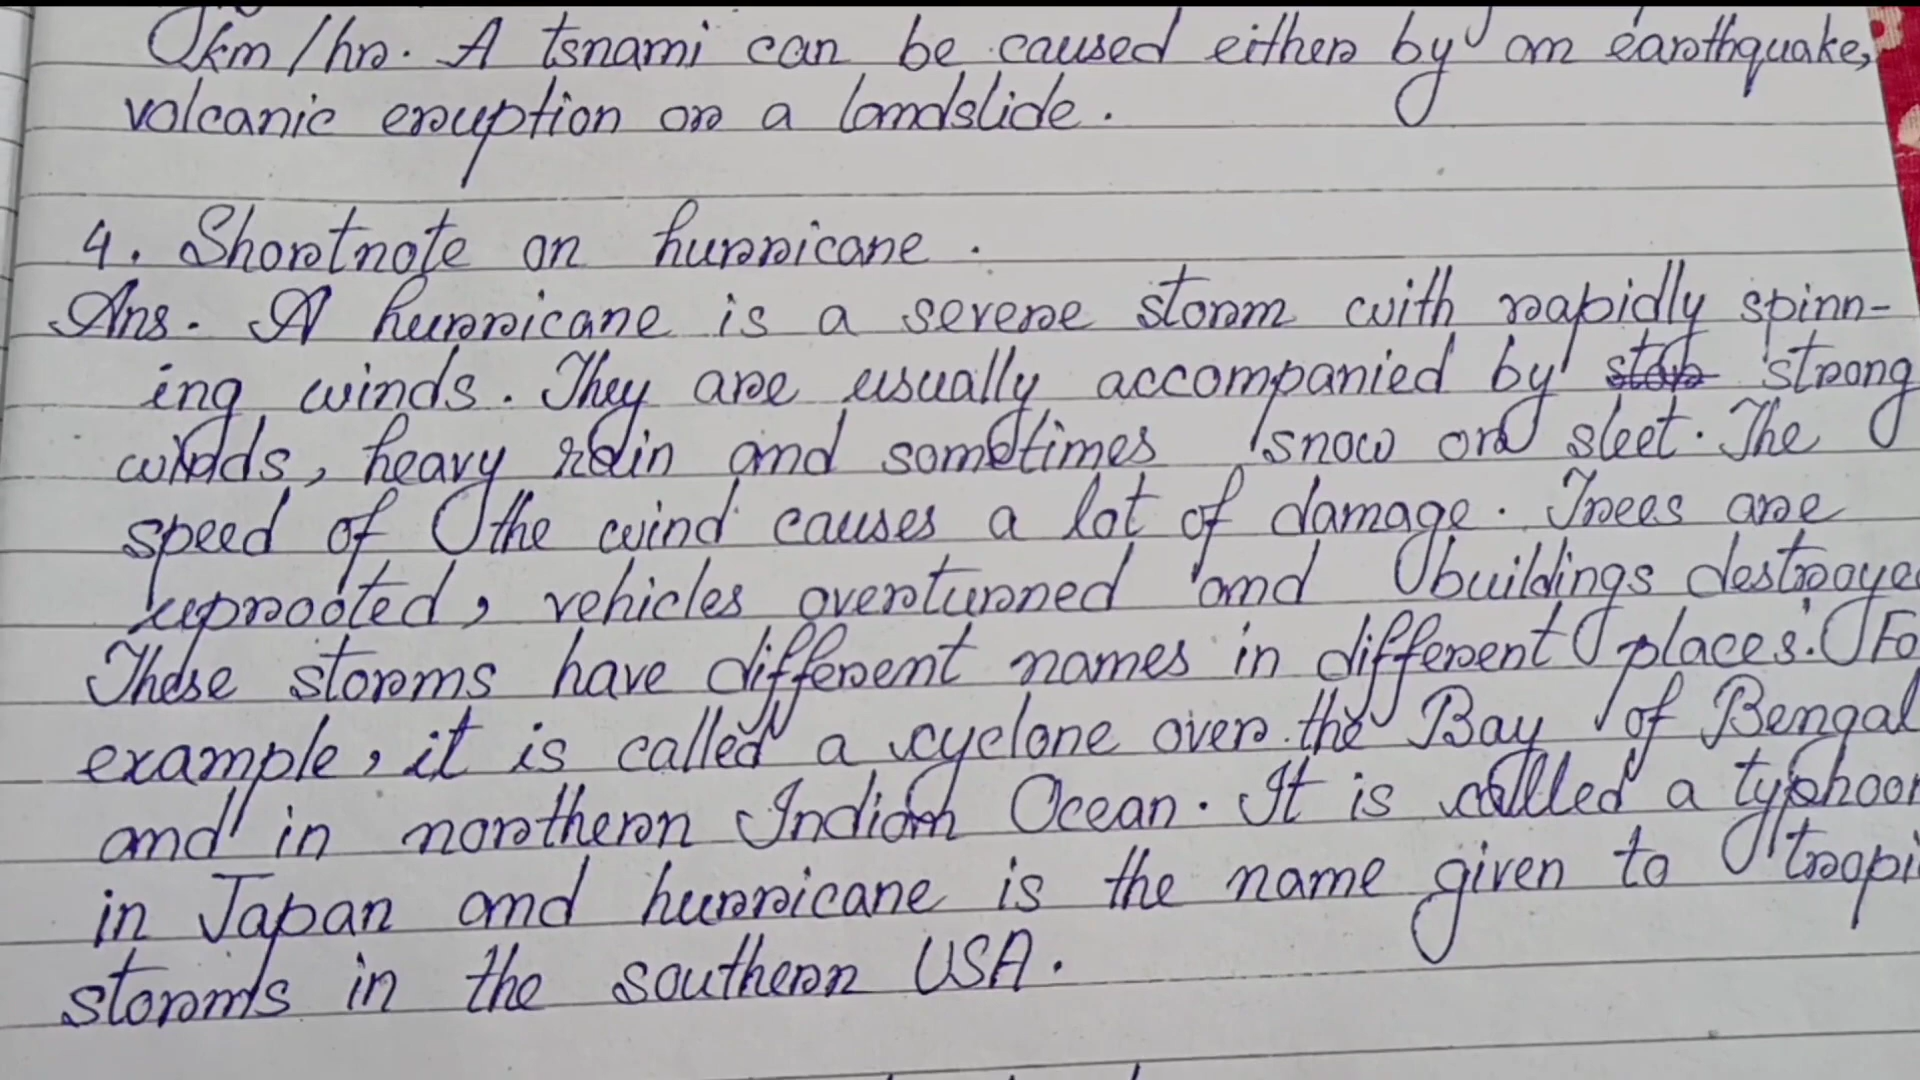 km/hr. A tsnami can be caused either by an earthquake,
volcanic eruption or a landslide.
4. Shortnote on hurricane.
Ans. A hurricane is a severe storm with rapidly spinn-
ing winds. They are usually accompanied by strong
winds, heavy rain and sometimes snow or sleet. The
speed of the wind causes a lot of damage. Trees are
uprooted, vehicles overturned and buildings destroye
These storms have different names in different places. Fo
example, it is called a cyclone over the Bay of Bengal
and in northern Indian Ocean. It is called a typhoon
in Japan and hurricane is the name given to tropi
storms in the southern USA.